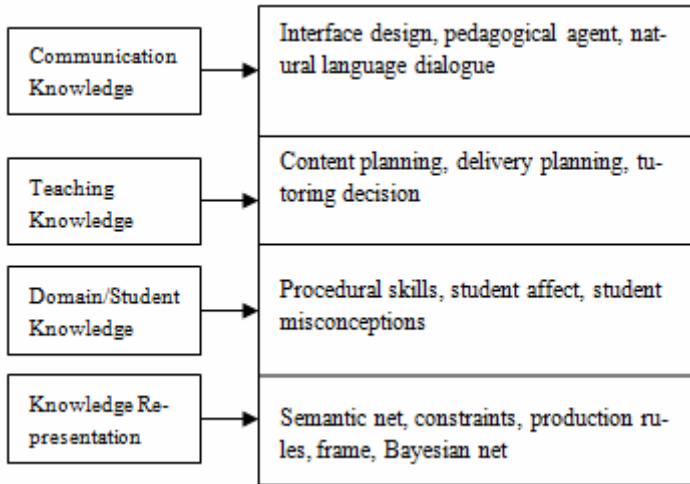 Communication
Knowledge
Interface design, pedagogical agent, nat-
ural language dialogue
Teaching
Knowledge
Content planning, delivery planning, tu-
toring decision
Domain/Student
Knowledge
Procedural skills, student affect, student
misconceptions
Knowledge Re-
presentation
Semantic net, constraints, production ru-
les, frame, Bayesian net